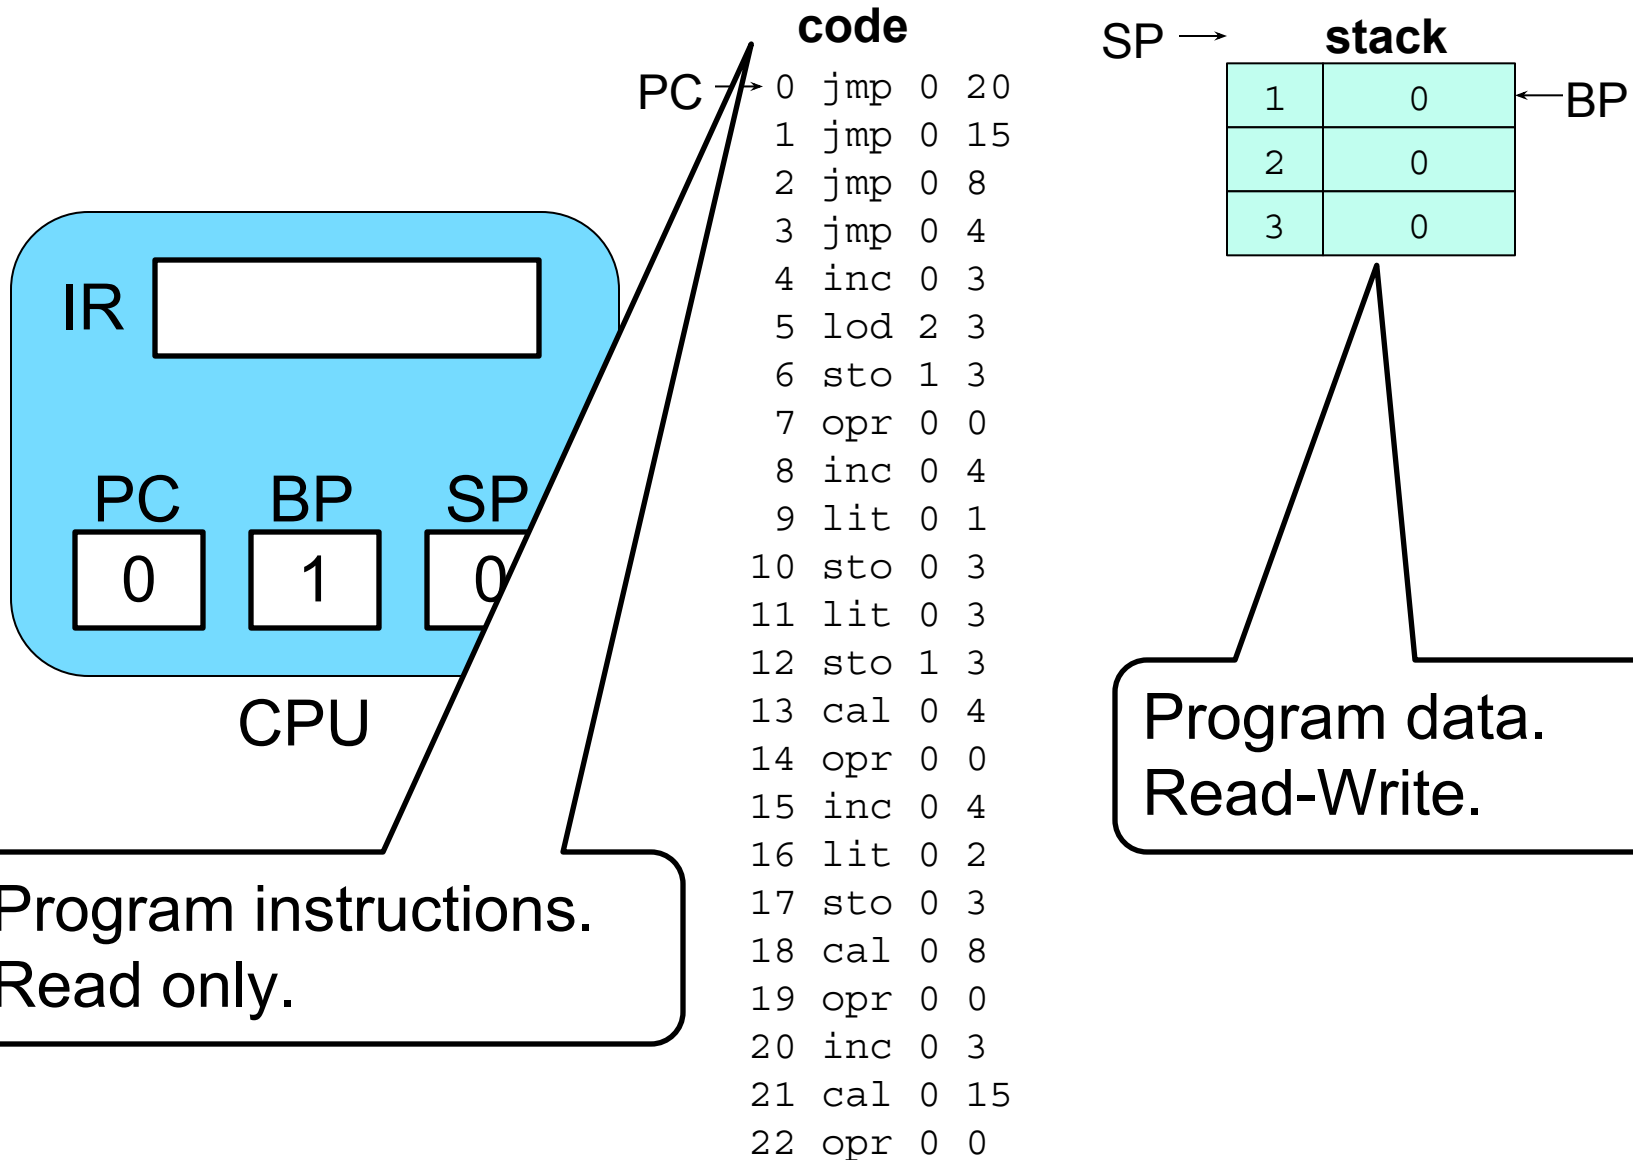 code
PC
0 jmp 0 20
1 jmp 0 15
2 jmp 0 8
3 jmp 0 4
4 inc 0 3
5 lod 2 3
6 sto 1 3
7 opr 0 0
8 inc 0 4
9 lit 0 1
10 sto 0 3
11 lit 0 3
12 sto 1 3
13 cal 0 4
14 opr 0 0
15 inc 0 4
16 lit 0 2
17 sto 0 3
18 cal 0 8
19 opr 0 0
20 inc 0 3
21 cal 0 15
22 opr 0 0
SP
stack
1 0
BP
2 0
3 0
IR
PC BP SP
0 1 0
CPU
Program instructions.
Read only.
Program data.
Read-Write.